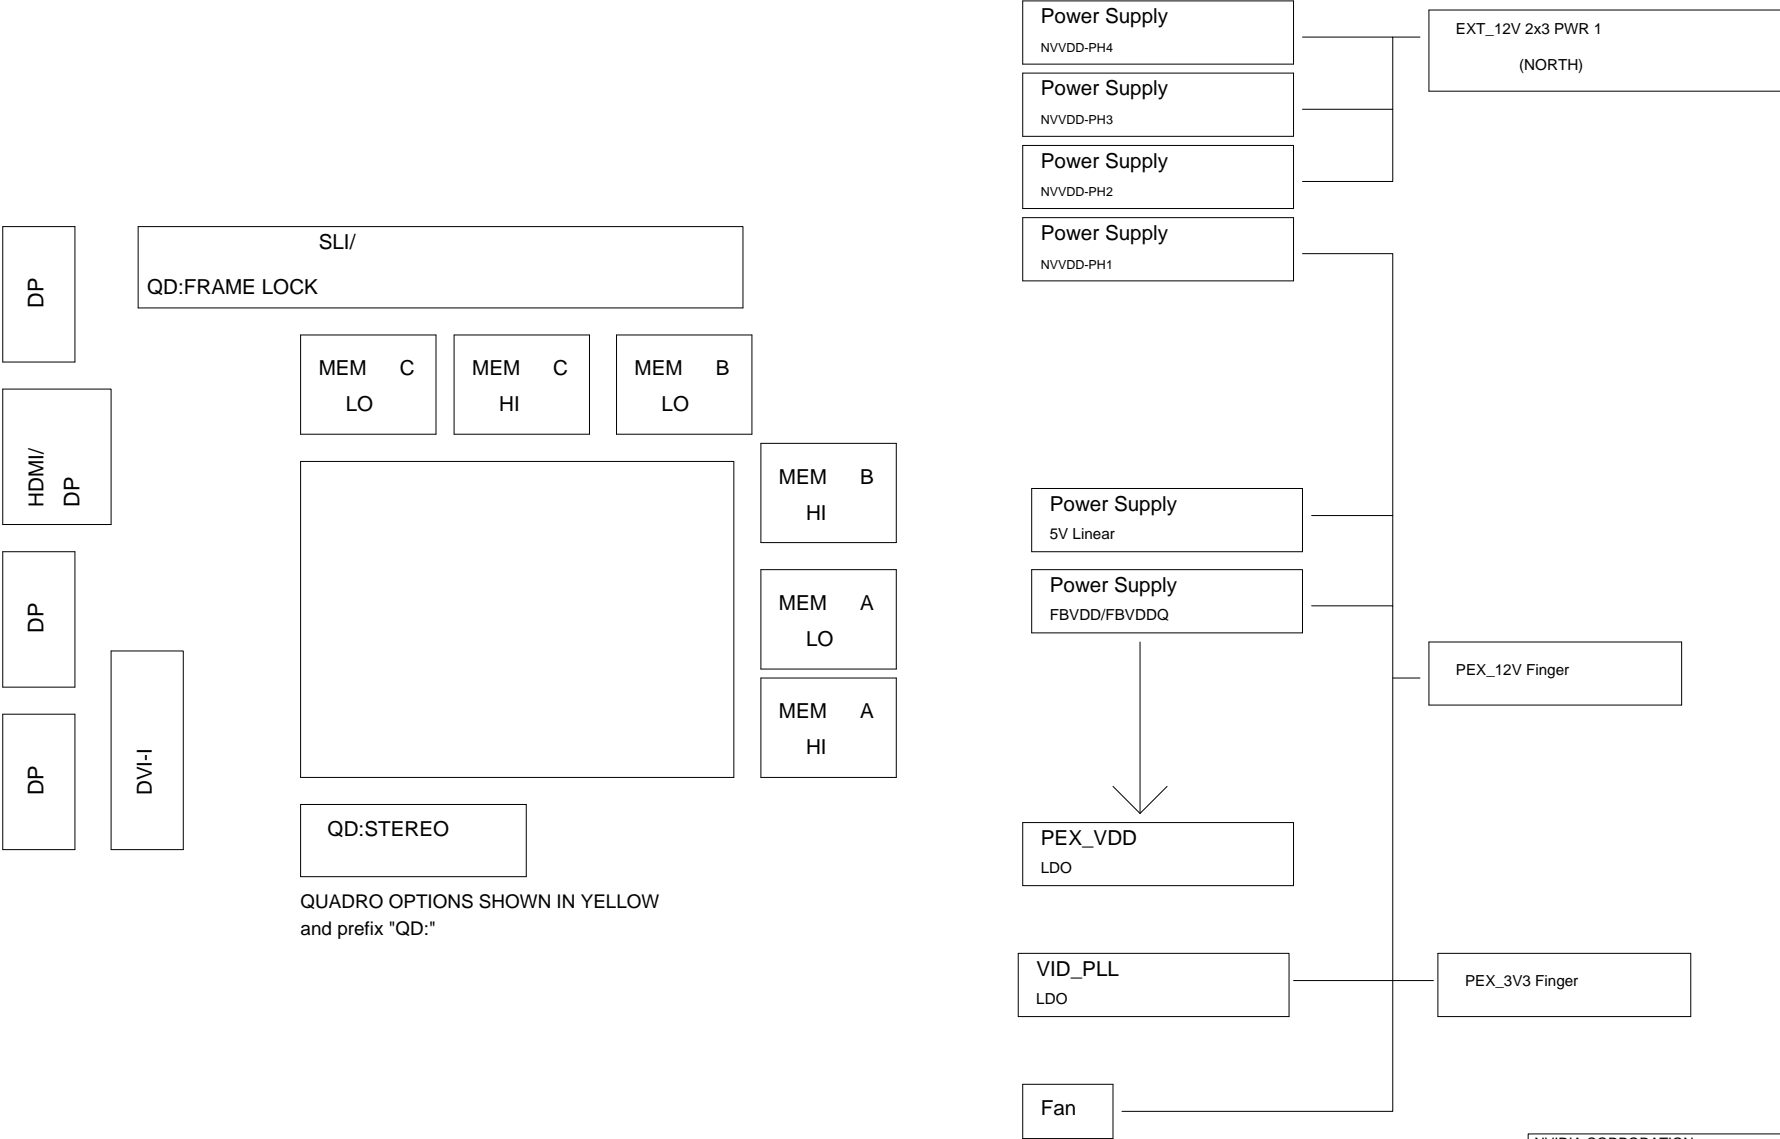 Power Supply
NVVDD-PH4
EXT_12V 2x3 PWR 1
(NORTH)
Power Supply
NVVDD-PH3
Power Supply
NVVDD-PH2
Power Supply
NVVDD-PH1
DP
SLI/
QD:FRAME LOCK
MEM C
LO
MEM C
HI
MEM B
LO
HDMI/
DP
MEM B
HI
Power Supply
5V Linear
DP
MEM A
LO
Power Supply
FBVDD/FBVDDQ
PEX_12V Finger
DP
DVI-I
MEM A
HI
QD:STEREO
PEX_VDD
LDO
QUADRO OPTIONS SHOWN IN YELLOW
and prefix "QD:"
VID_PLL
LDO
PEX_3V3 Finger
Fan
NVIDIA CORPORATION